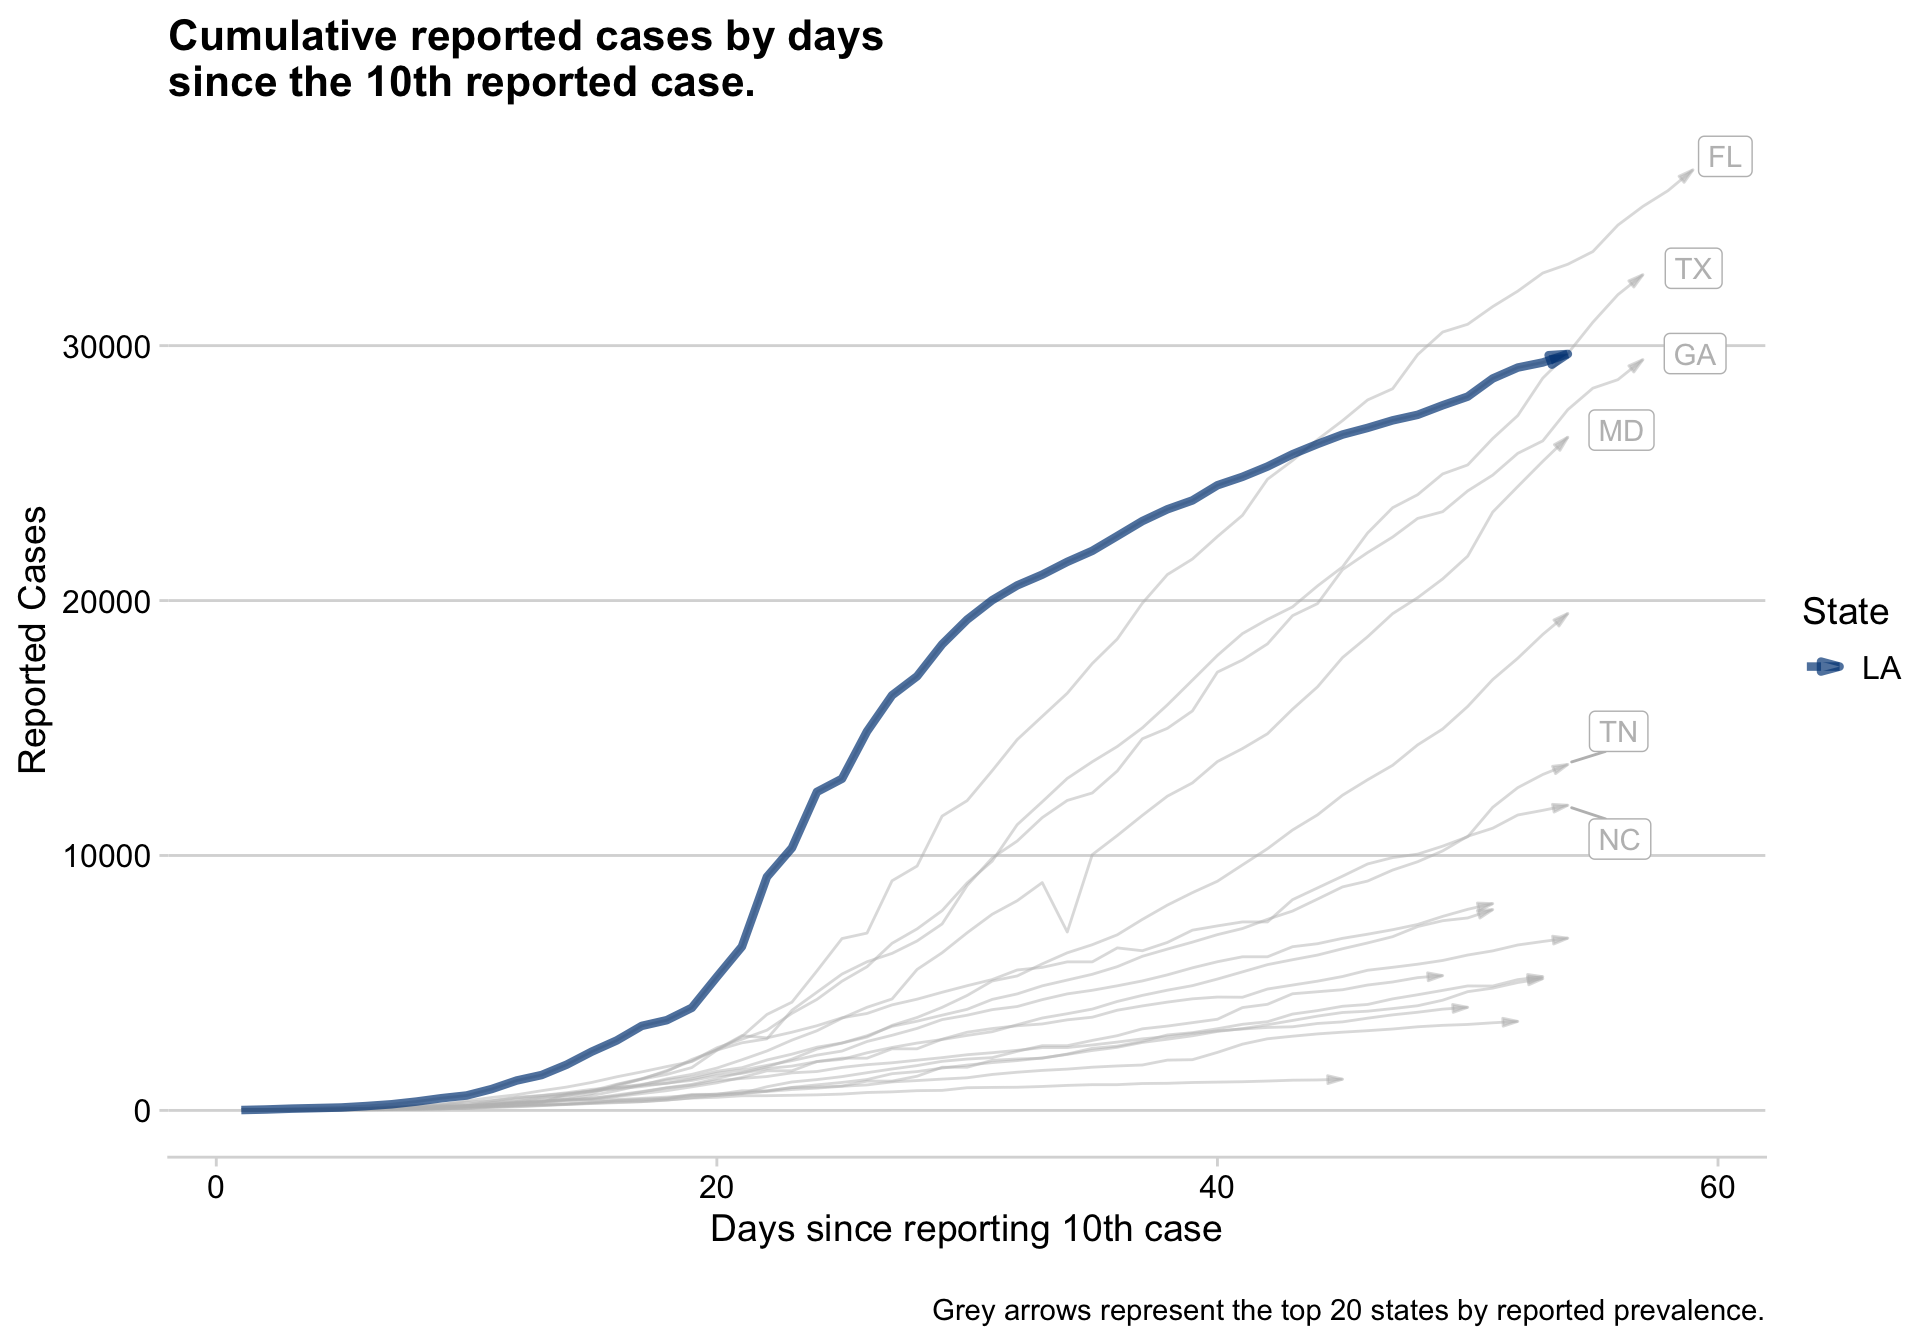 Cumulative reported cases by days
since the 10th reported case.
FL
TX
30000
GA
MD
Reported Cases
20000
State
LA
TN
NC
10000
0
0
20
40
60
Days since reporting 10th case
Grey arrows represent the top 20 states by reported prevalence.